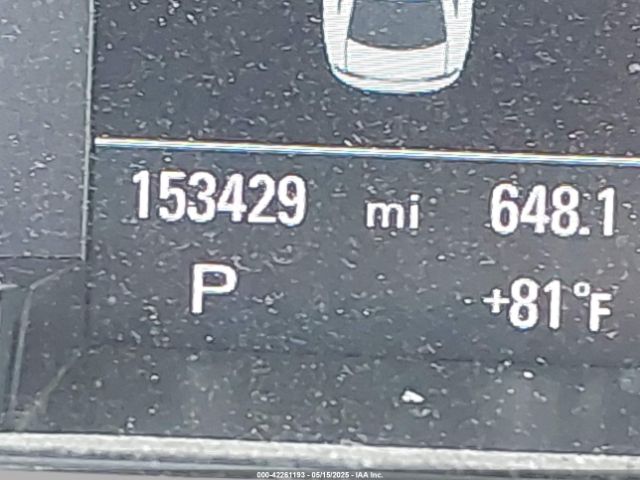 153429 mi 648.1
P +81°F
000-42261193 - 05/15/2025 - IAA Inc.